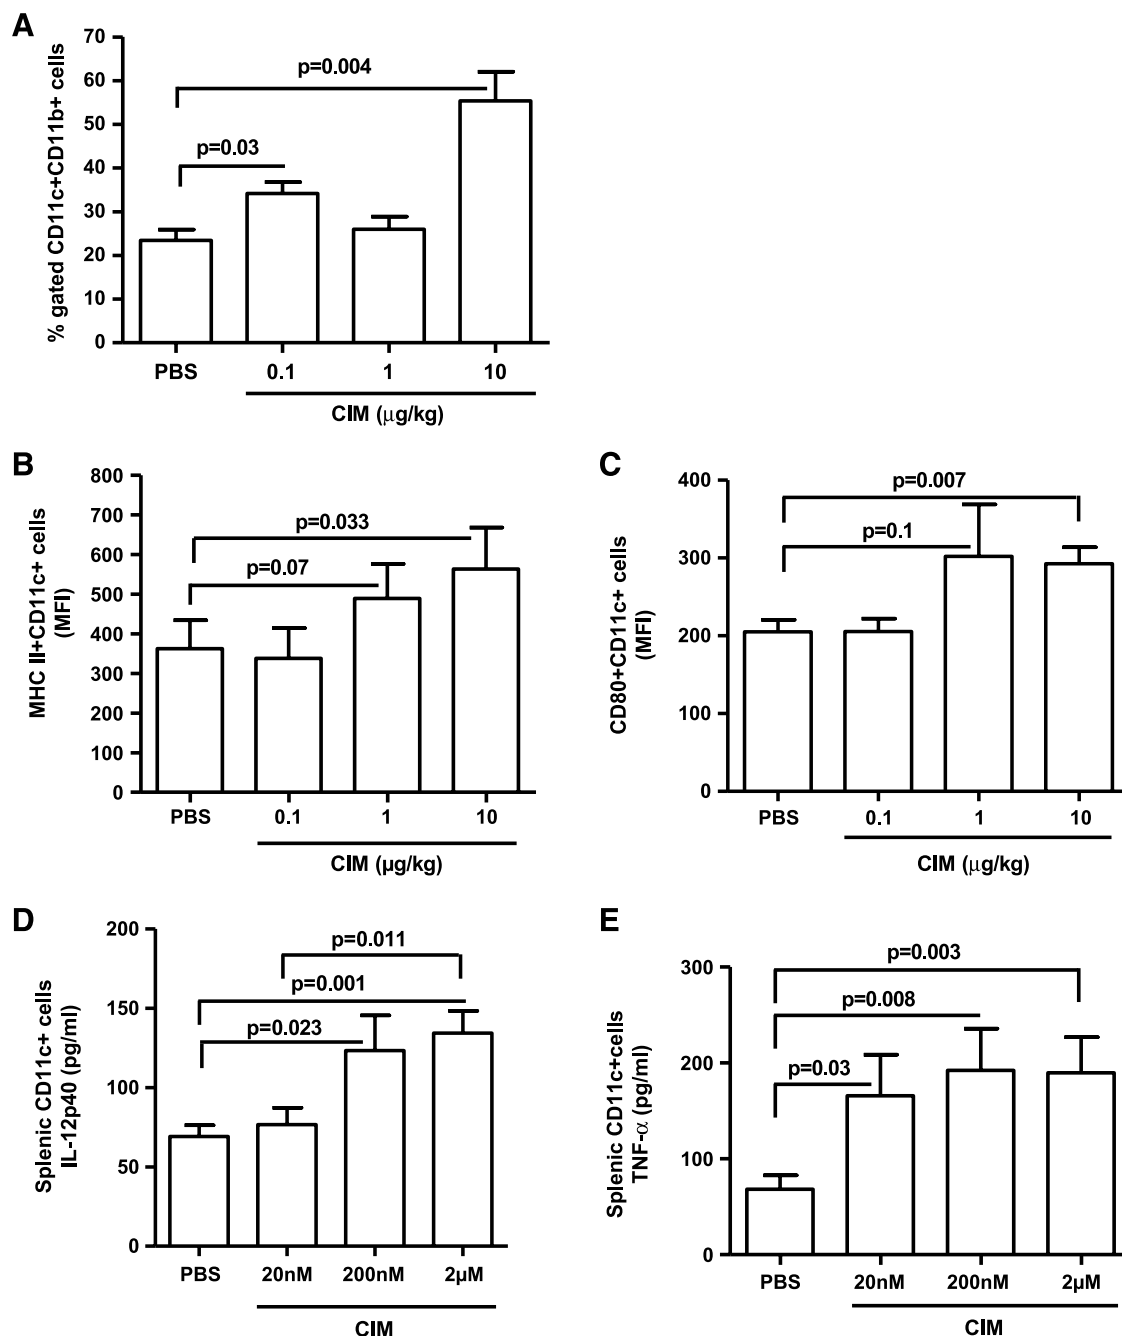 A
% gated CD11c+CD11b+ cells
70
60
50
40
30
20
10
0
p=0.004
p=0.03
PBS 0.1 1 10
CIM (μg/kg)
B
MHC II+CD11c+ cells
(MFI)
800
700
600
500
400
300
200
100
0
p=0.033
p=0.07
PBS 0.1 1 10
CIM (µg/kg)
C
CD80+CD11c+ cells
(MFI)
400
300
200
100
0
p=0.007
p=0.1
PBS 0.1 1 10
CIM (μg/kg)
D
Splenic CD11c+ cells
IL-12p40 (pg/ml)
200
150
100
50
0
p=0.011
p=0.001
p=0.023
PBS 20nM 200nM 2µM
CIM
E
Splenic CD11c+cells
TNF-α (pg/ml)
300
200
100
0
p=0.003
p=0.008
p=0.03
PBS 20nM 200nM 2µM
CIM